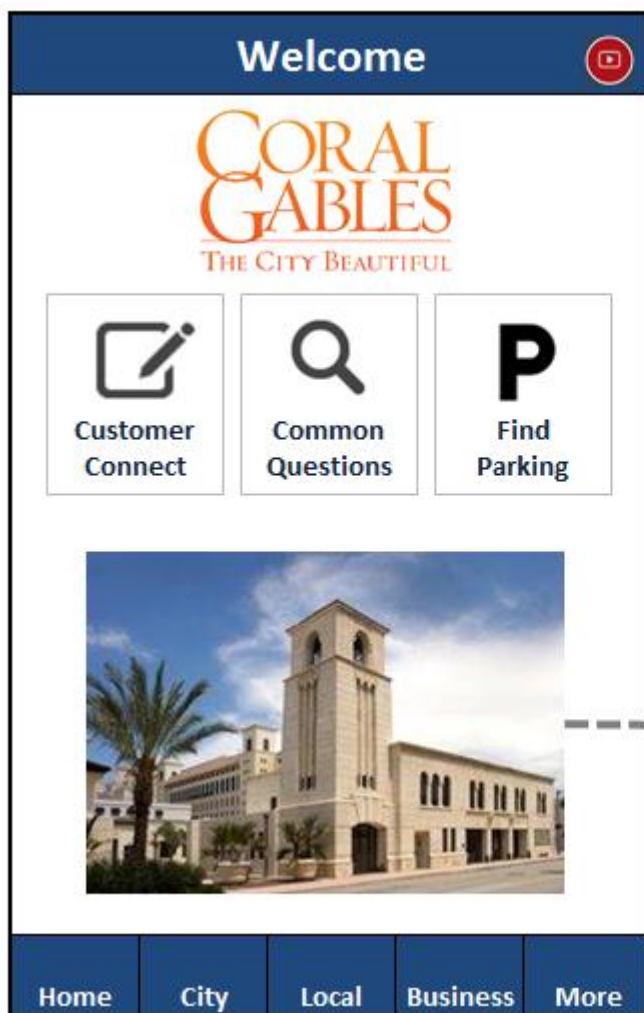 Welcome
CORAL
GABLES
THE CITY BEAUTIFUL
Customer
Connect
Common
Questions
P
Find
Parking
Home
City
Local
Business
More